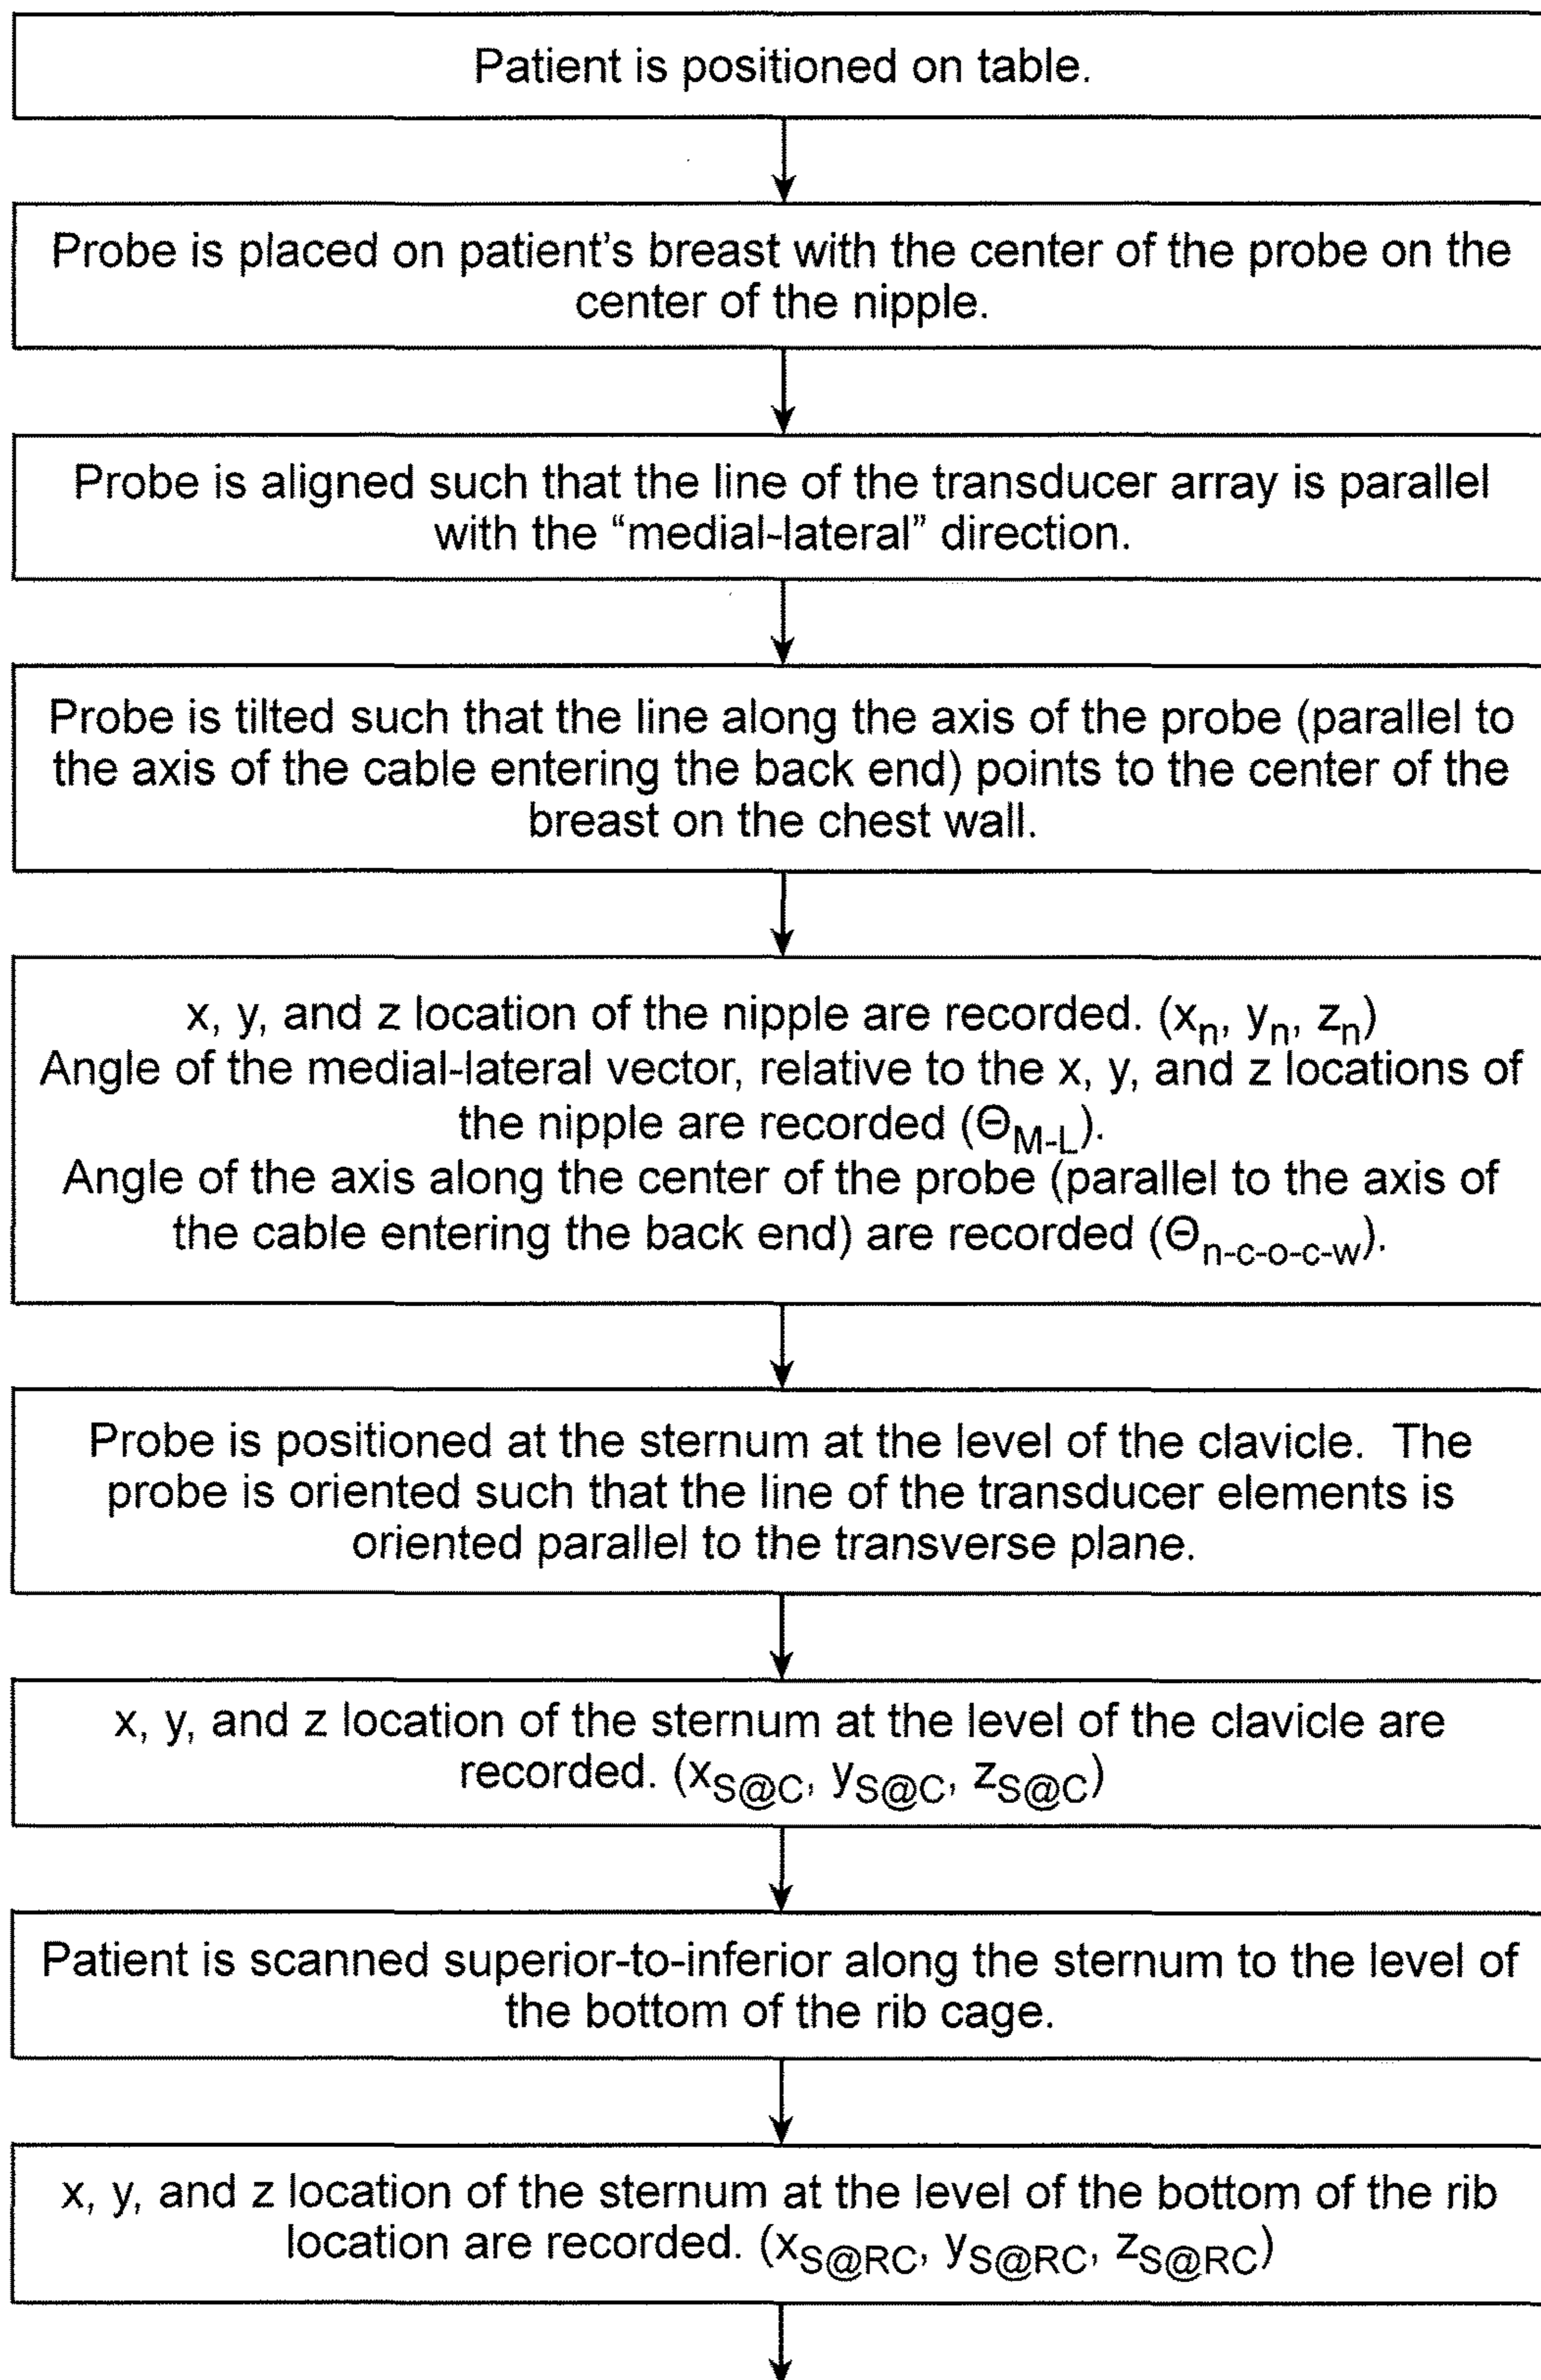 Patient is positioned on table.
Probe is placed on patient's breast with the center of the probe on the
center of the nipple.
Probe is aligned such that the line of the transducer array is parallel
with the “medial-lateral” direction.
Probe is tilted such that the line along the axis of the probe (parallel to
the axis of the cable entering the back end) points to the center of the
breast on the chest wall.
x, y, and z location of the nipple are recorded. (xn, yn, zn)
Angle of the medial-lateral vector, relative to the x, y, and z locations of
the nipple are recorded (ΘM-L).
Angle of the axis along the center of the probe (parallel to the axis of
the cable entering the back end) are recorded (Θn-c-o-c-w).
Probe is positioned at the sternum at the level of the clavicle. The
probe is oriented such that the line of the transducer elements is
oriented parallel to the transverse plane.
x, y, and z location of the sternum at the level of the clavicle are
recorded. (xS@C, yS@C, zS@C)
Patient is scanned superior-to-inferior along the sternum to the level of
the bottom of the rib cage.
x, y, and z location of the sternum at the level of the bottom of the rib
location are recorded. (xS@RC, yS@RC, zS@RC)